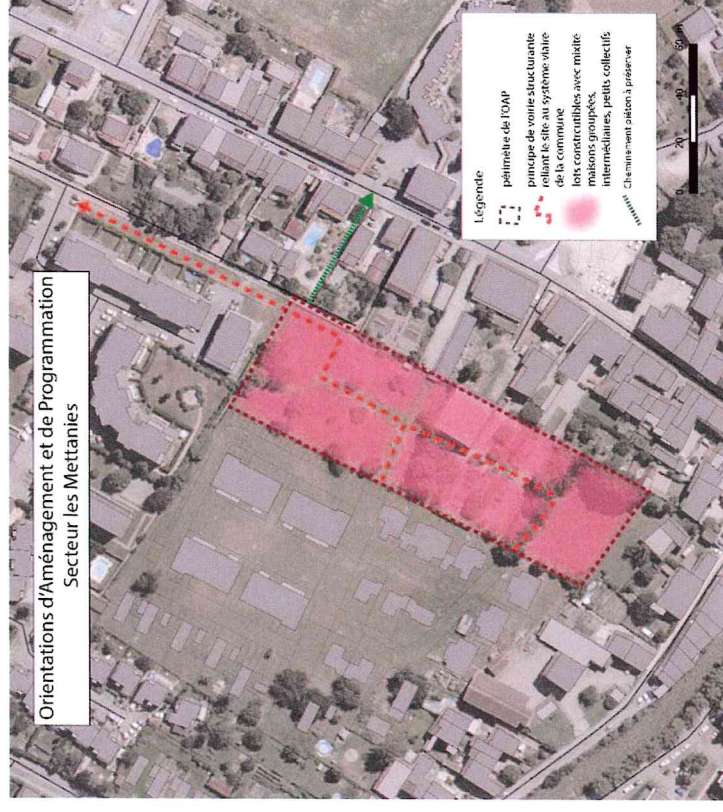 Orientations d'Aménagement et de Programmation
Secteur les Mettanies
Légende
périmètre de l'OAP
principe de voirie structurante
reliant le site au système viaire
de la commune
lots constrcutibles avec mixité
maisons groupées,
intermédiaires, petits collectifs
Cheminement piéton à préserver
0 20 60 m